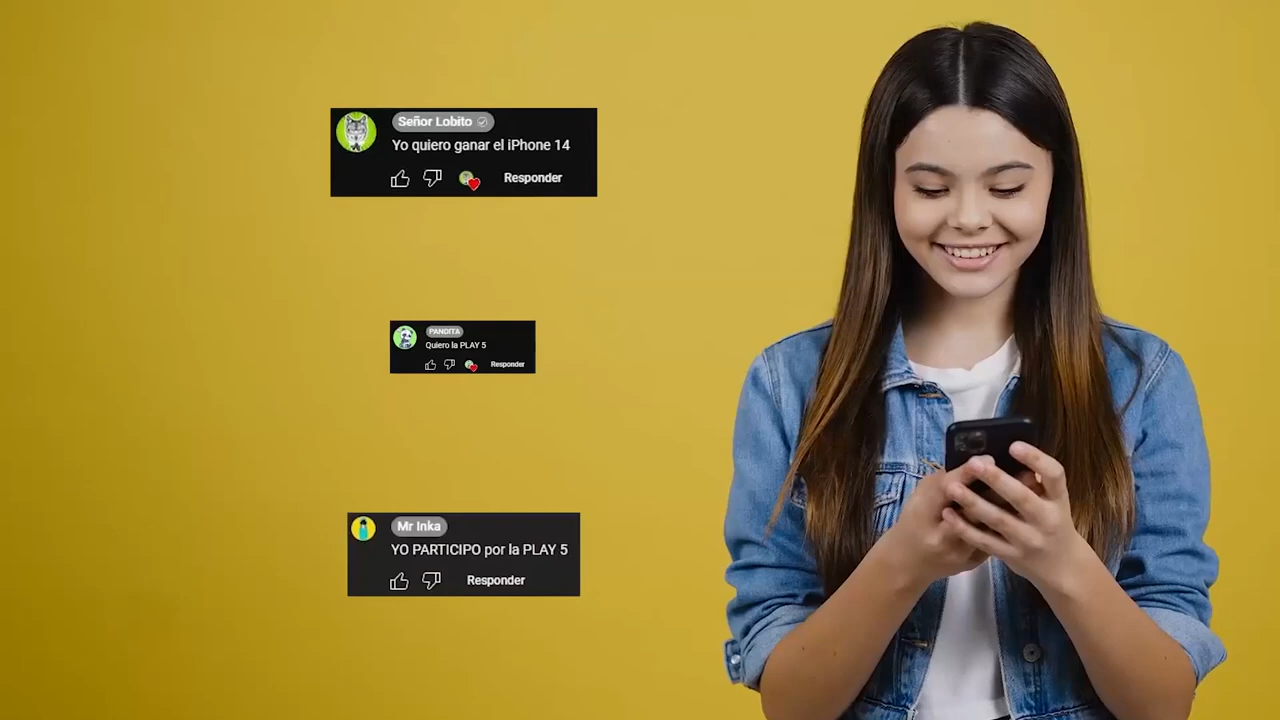 Señor Lobito
Yo quiero ganar el iPhone 14
Responder
PANDITA
Quiero la PLAY 5
Responder
Mr Inka
YO PARTICIPO por la PLAY 5
Responder